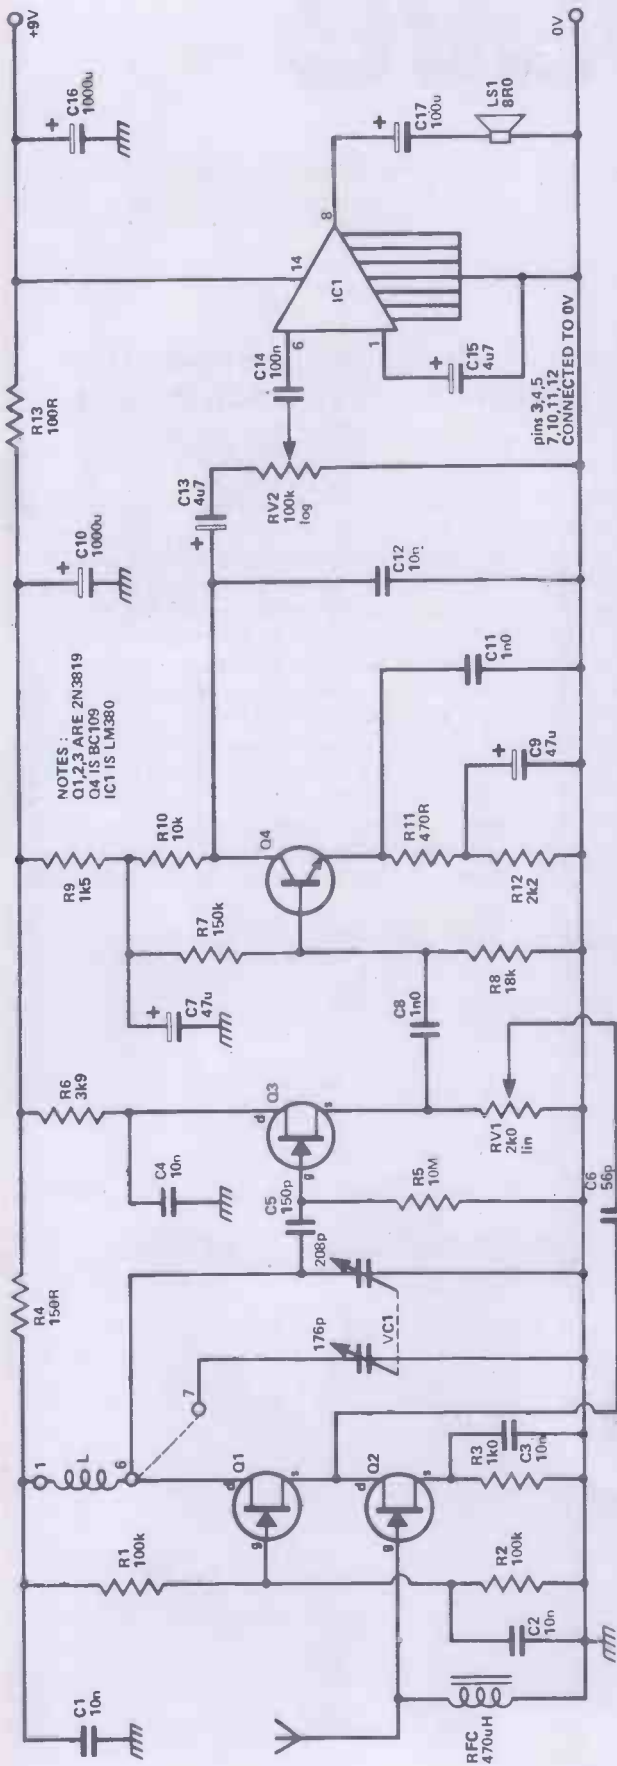 +9V
C16
1000u
R13
100R
C10
1000u
NOTES :
Q1,2,3 ARE 2N3819
Q4 IS BC109
IC1 IS LM380
R9
1k5
R6
3k9
R4
150R
C1
10n
R1
100k
1
L
6
7
d
Q1
g
s
d
Q2
g
s
R2
100k
C2
10n
R3
1k0
C3
10n
RFC
470uH
176p
208p
VC1
C5
150p
C4
10n
d
Q3
g
s
R5
10M
RV1
2k0
lin
C6
56p
C7
47u
+
R7
150k
C8
1n0
R8
18k
R10
10k
Q4
R11
470R
R12
2k2
C9
47u
+
C11
1n0
C12
10n
C13
4u7
+
RV2
100k
log
C14
100n
6
1
14
8
IC1
C15
4u7
+
pins 3,4,5
7,10,11,12
CONNECTED TO 0V
C17
100u
+
LS1
8R0
0V
+
+